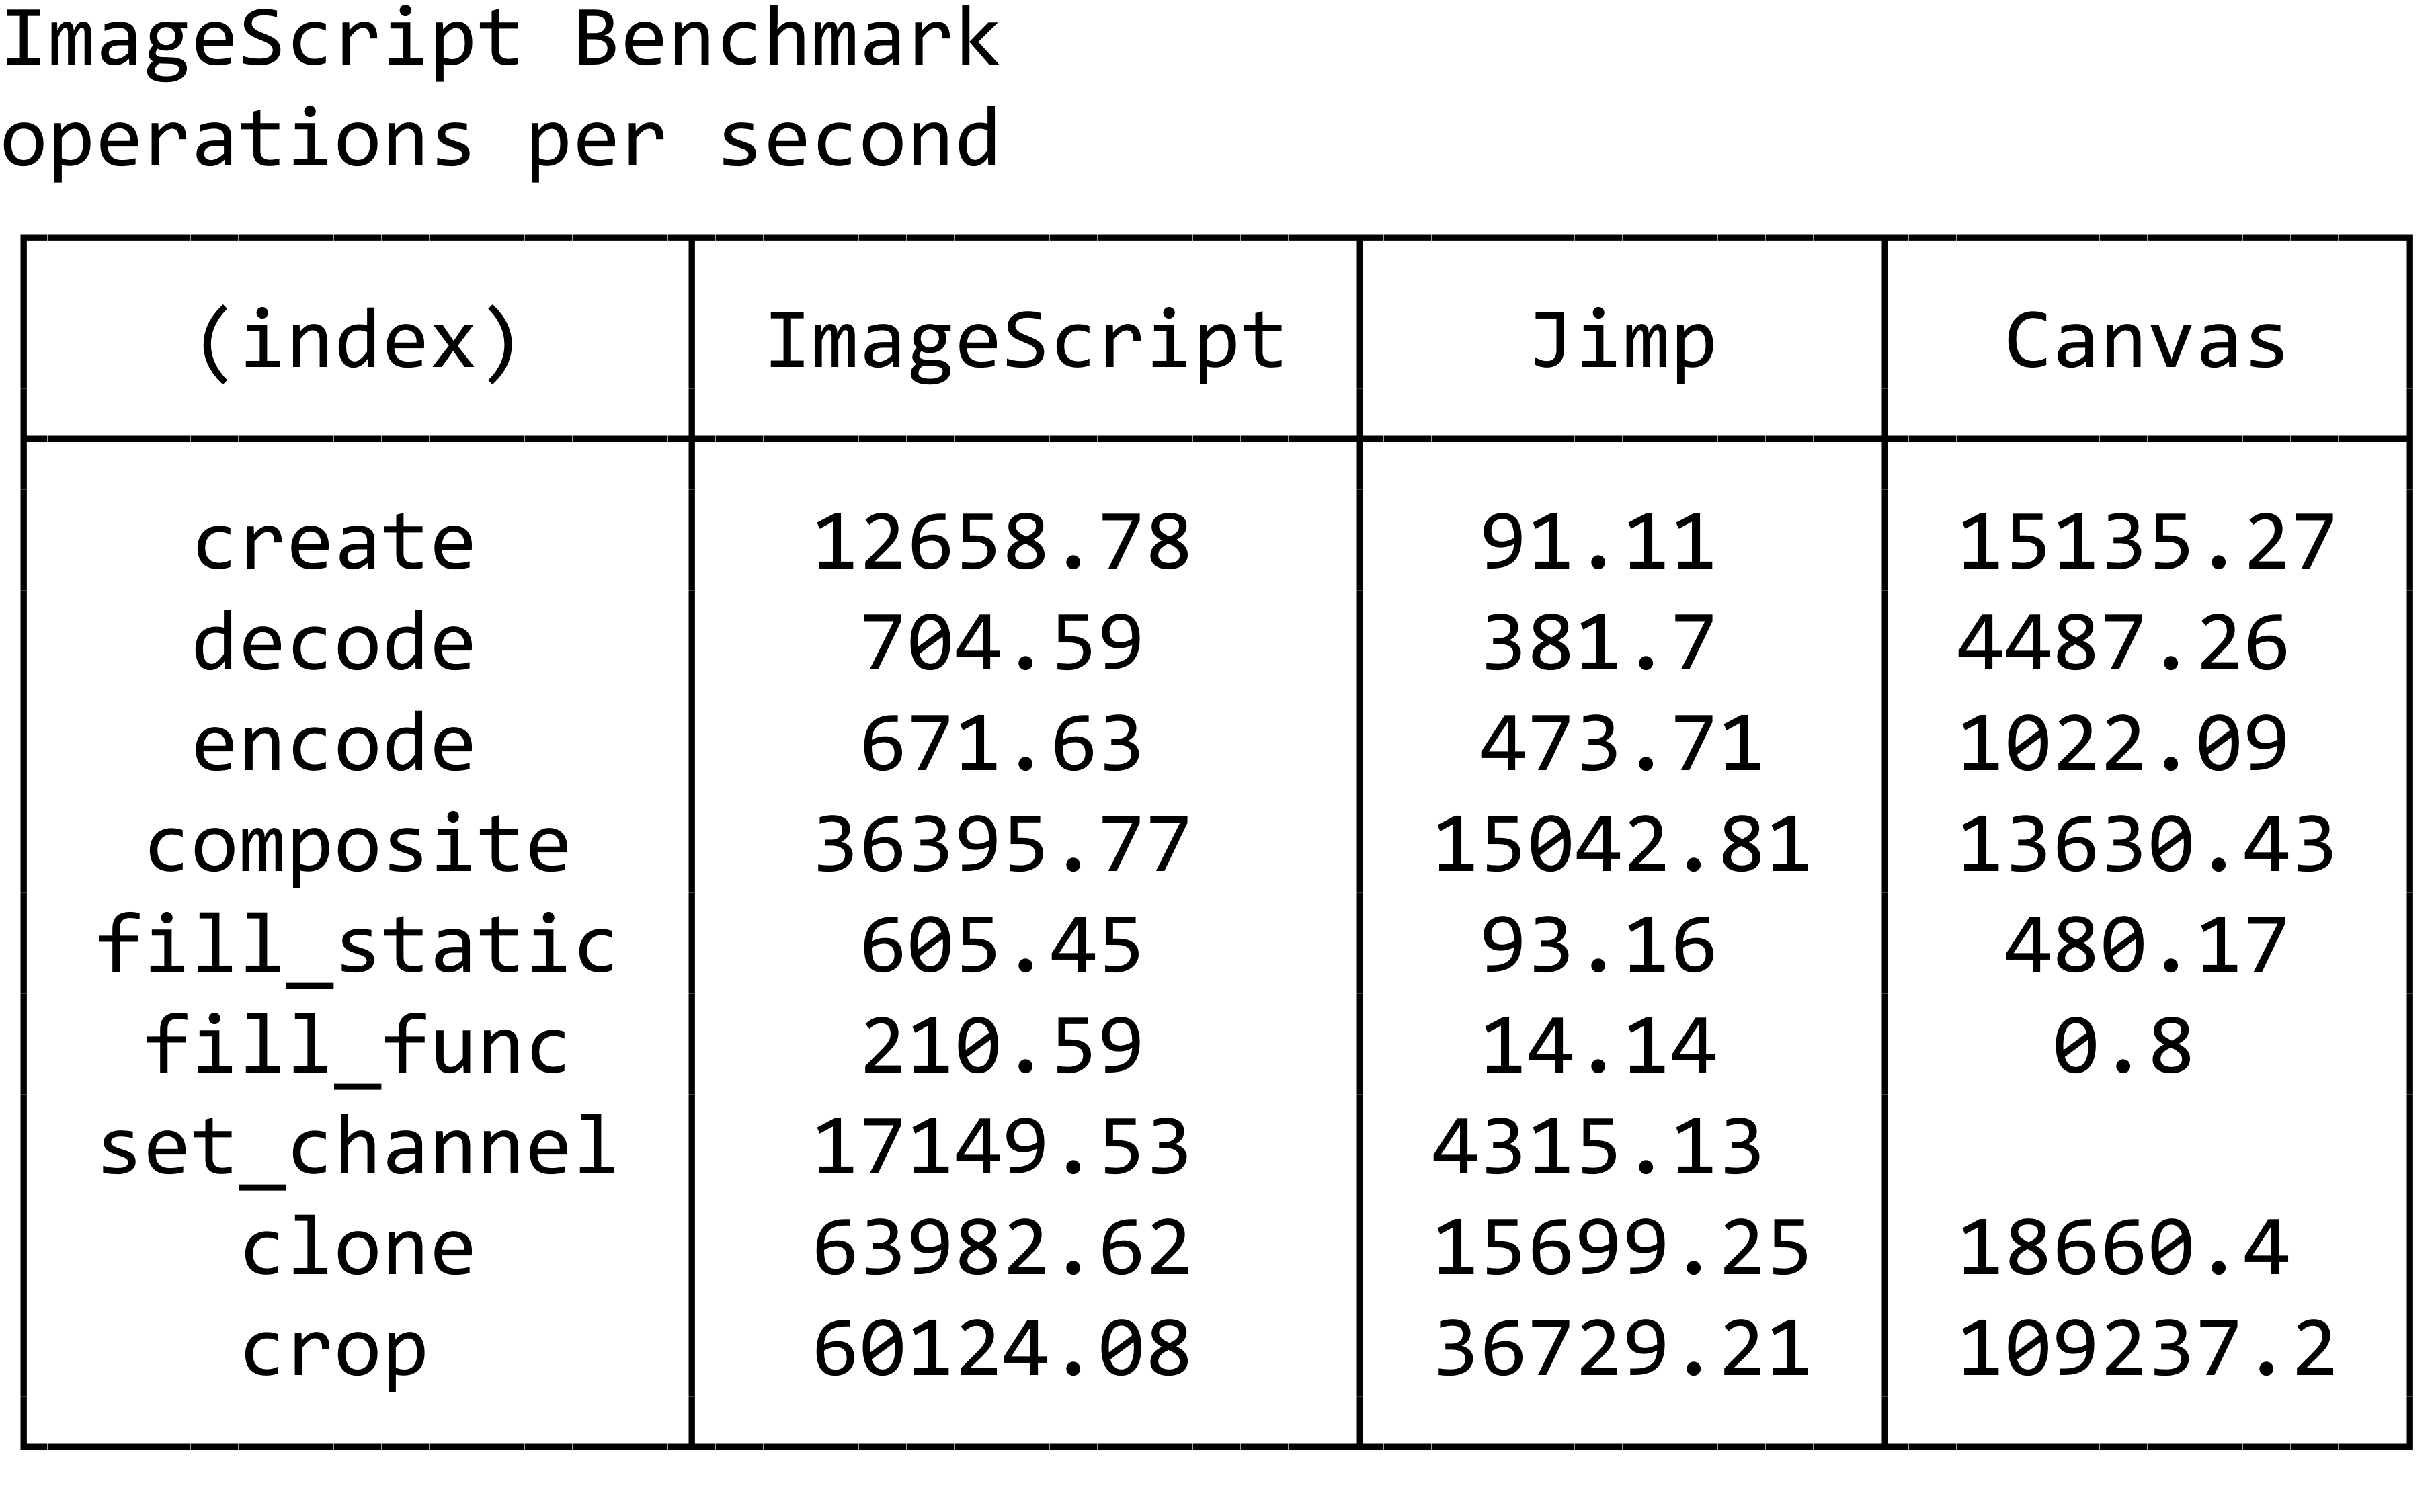 ImageScript Benchmark
operations per second
(index) ImageScript Jimp Canvas
create 12658.78 91.11 15135.27
decode 704.59 381.7 4487.26
encode 671.63 473.71 1022.09
composite 36395.77 15042.81 13630.43
fill_static 605.45 93.16 480.17
fill_func 210.59 14.14 0.8
set_channel 17149.53 4315.13
clone 63982.62 15699.25 18660.4
crop 60124.08 36729.21 109237.2